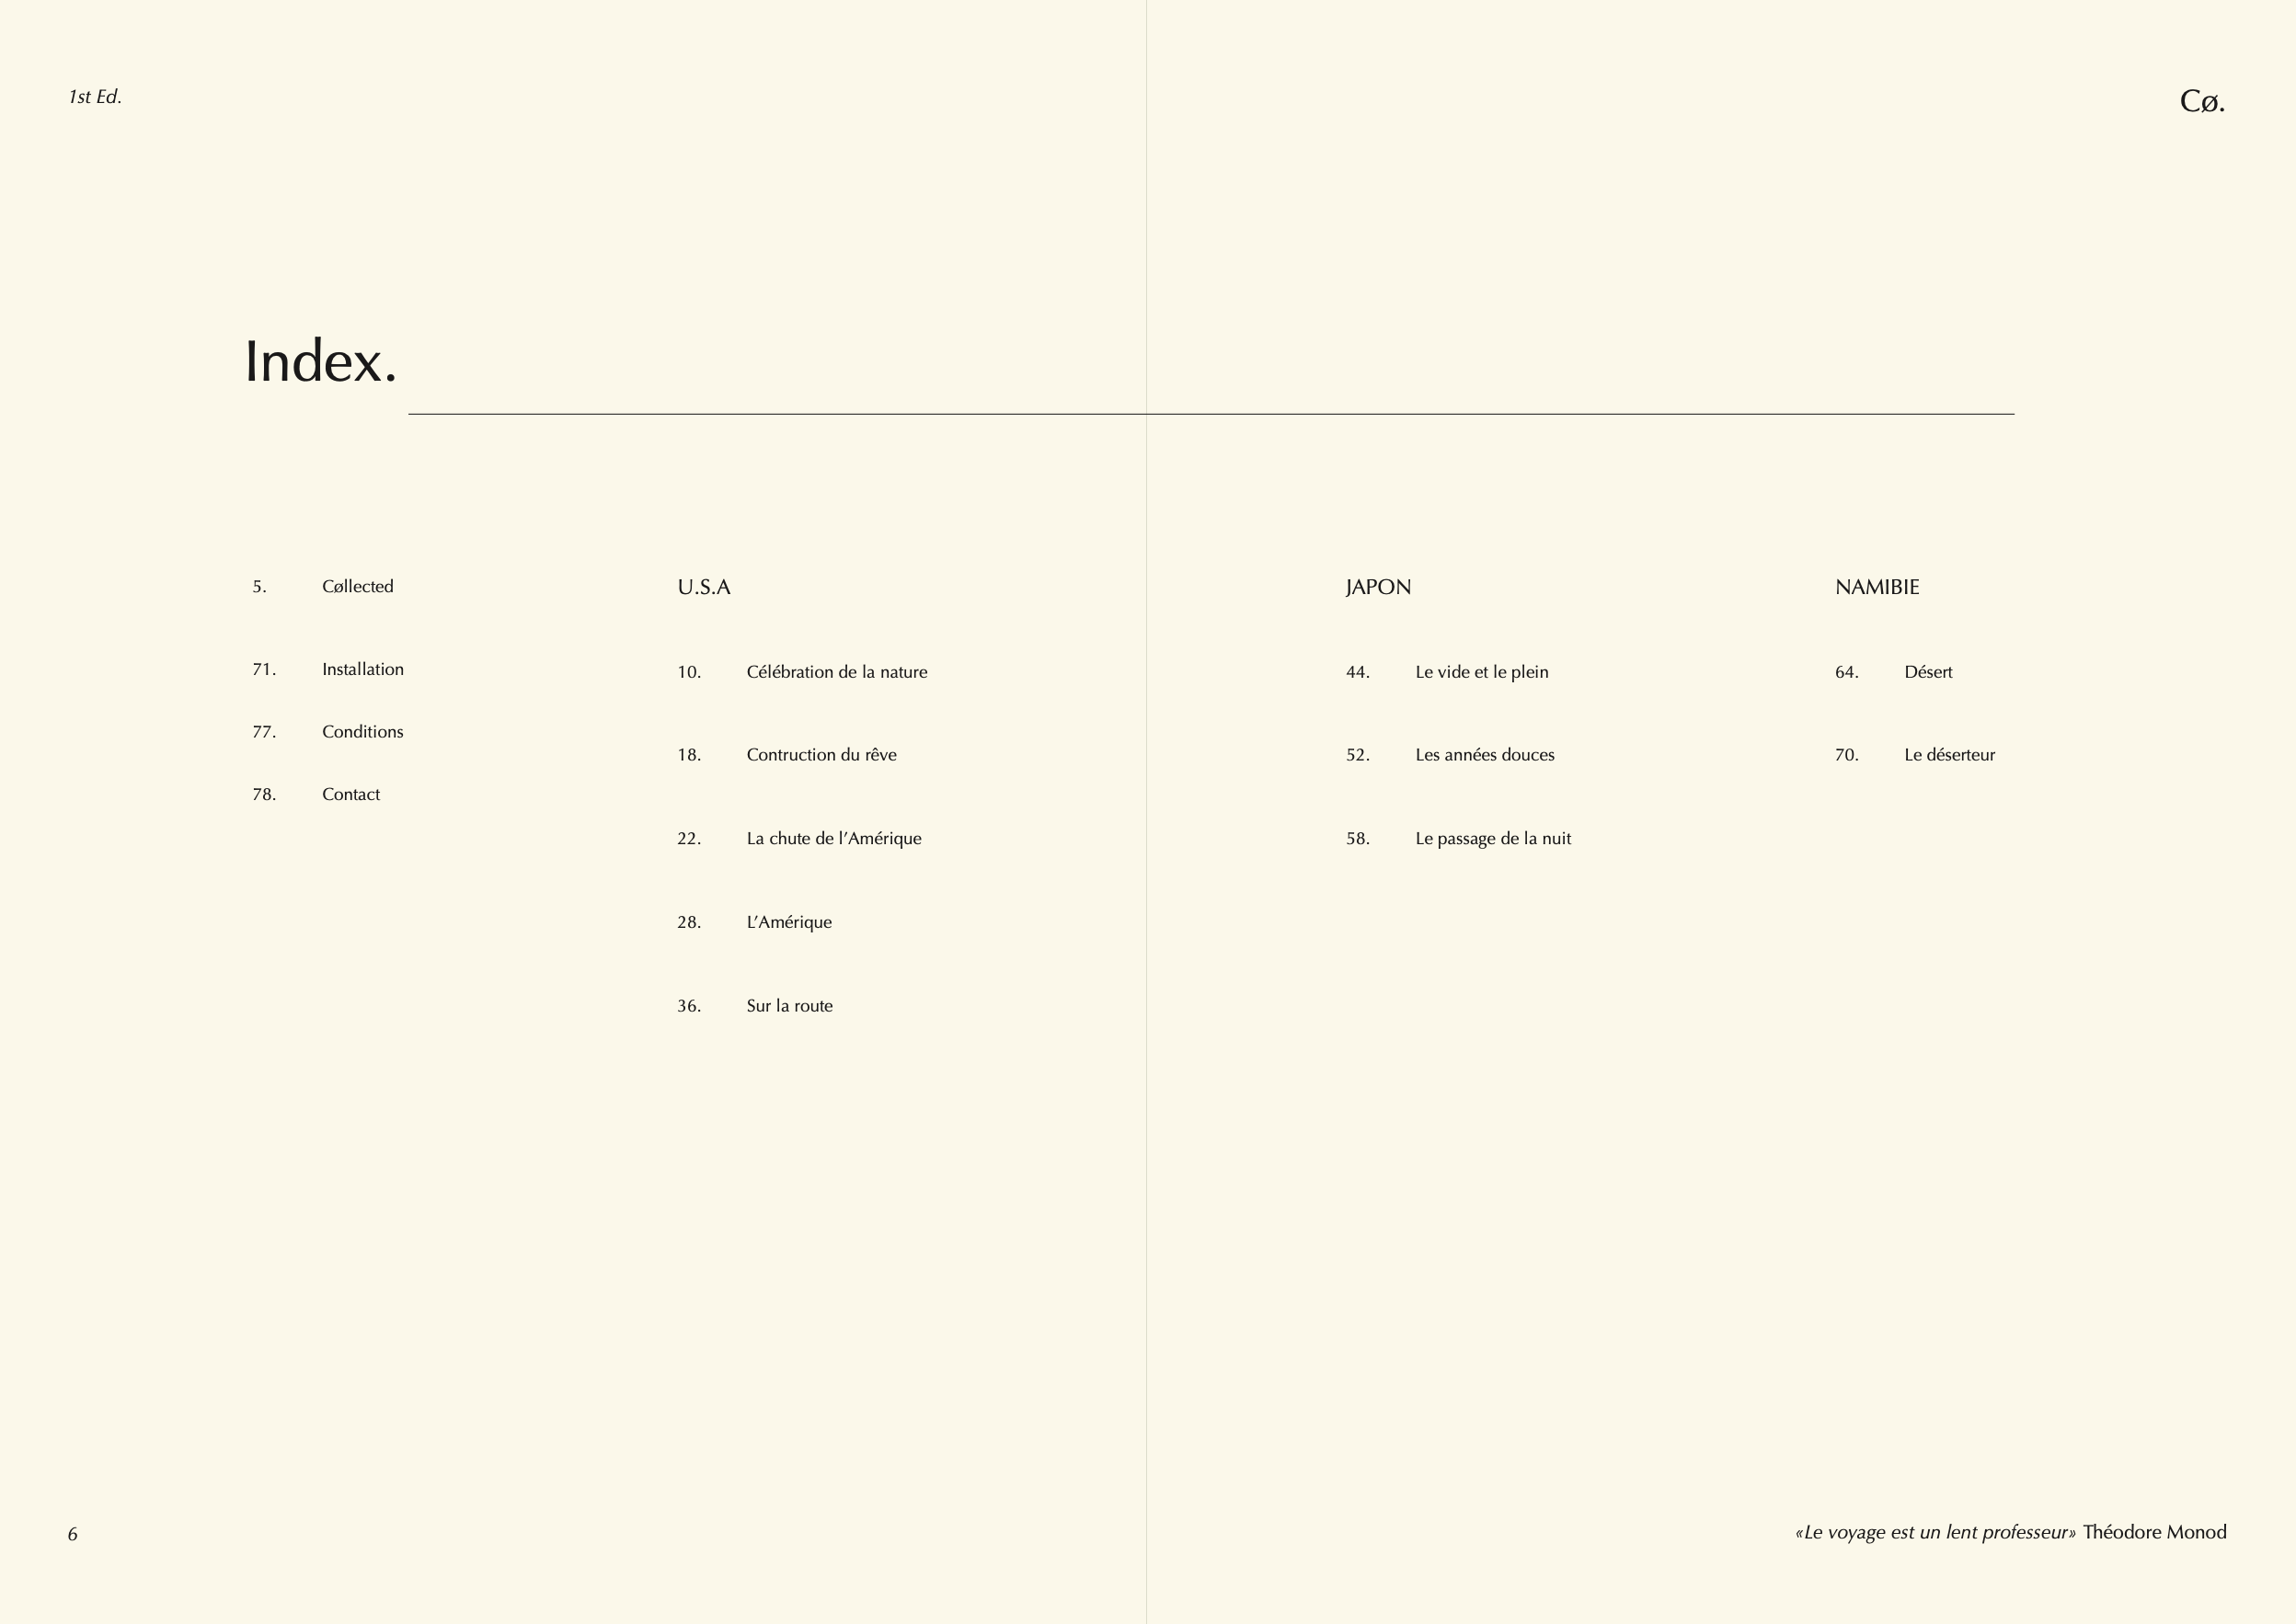 1st Ed.
Cø.
Index.
5. Cøllected
71. Installation
77. Conditions
78. Contact
U.S.A
10. Célébration de la nature
18. Contruction du rêve
22. La chute de l’Amérique
28. L’Amérique
36. Sur la route
JAPON
44. Le vide et le plein
52. Les années douces
58. Le passage de la nuit
NAMIBIE
64. Désert
70. Le déserteur
6
«Le voyage est un lent professeur» Théodore Monod